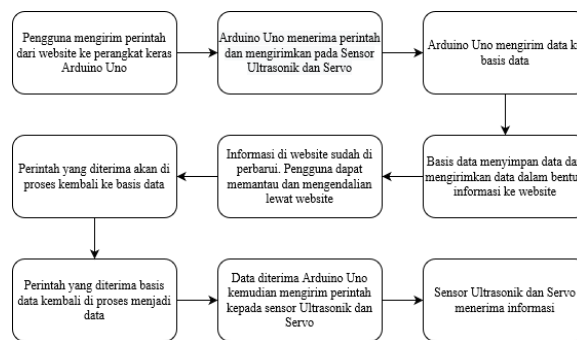 Pengguna mengirim perintah
dari website ke perangkat keras
Arduino Uno
Arduino Uno menerima perintah
dan mengirimkan pada Sensor
Ultrasonik dan Servo
Arduino Uno mengirim data k
basis data
Basis data menyimpan data da
mengirimkan data dalam bentu
informasi ke website
Informasi di website sudah di
perbarui. Pengguna dapat
memantau dan mengendalian
lewat website
Perintah yang diterima akan di
proses kembali ke basis data
Perintah yang diterima basis
data kembali di proses menjadi
data
Data diterima Arduino Uno
kemudian mengirim perintah
kepada sensor Ultrasonik dan
Servo
Sensor Ultrasonik dan Servo
menerima informasi